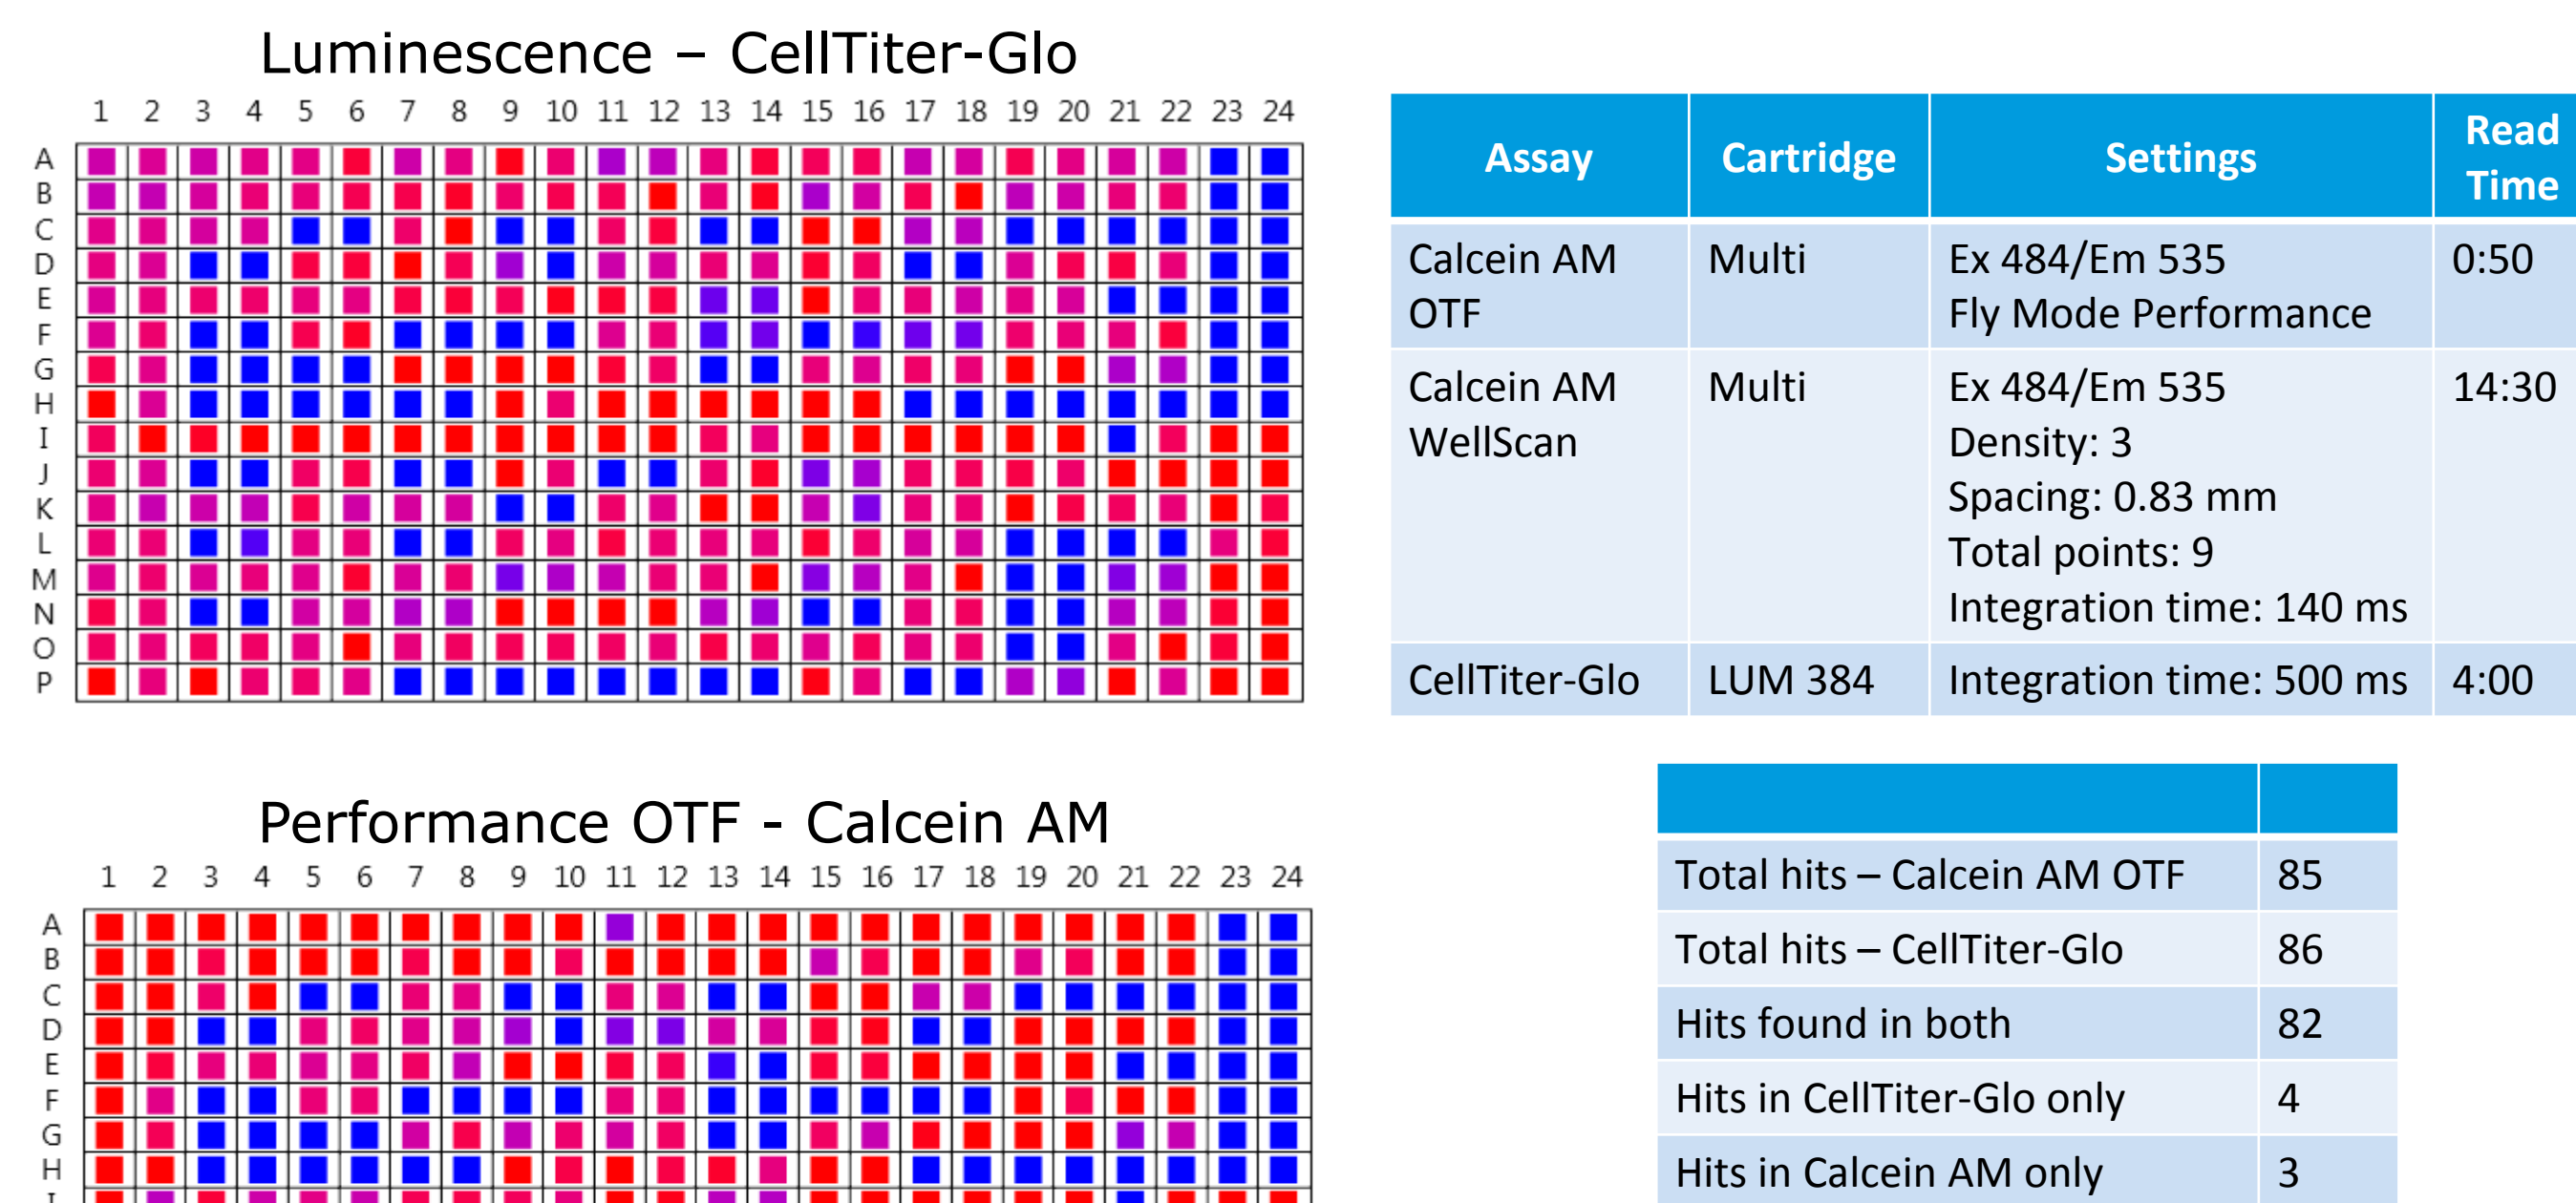 Luminescence – CellTiter-Glo
1 2 3 4 5 6 7 8 9 10 11 12 13 14 15 16 17 18 19 20 21 22 23 24
A
B
C
D
E
F
G
H
I
J
K
L
M
N
O
P
Assay Cartridge Settings Read
Time
Calcein AM Multi Ex 484/Em 535 0:50
OTF Fly Mode Performance
Calcein AM Multi Ex 484/Em 535 14:30
WellScan Density: 3
Spacing: 0.83 mm
Total points: 9
Integration time: 140 ms
CellTiter-Glo LUM 384 Integration time: 500 ms 4:00
Performance OTF - Calcein AM
1 2 3 4 5 6 7 8 9 10 11 12 13 14 15 16 17 18 19 20 21 22 23 24
A
B
C
D
E
F
G
H
Total hits – Calcein AM OTF 85
Total hits – CellTiter-Glo 86
Hits found in both 82
Hits in CellTiter-Glo only 4
Hits in Calcein AM only 3